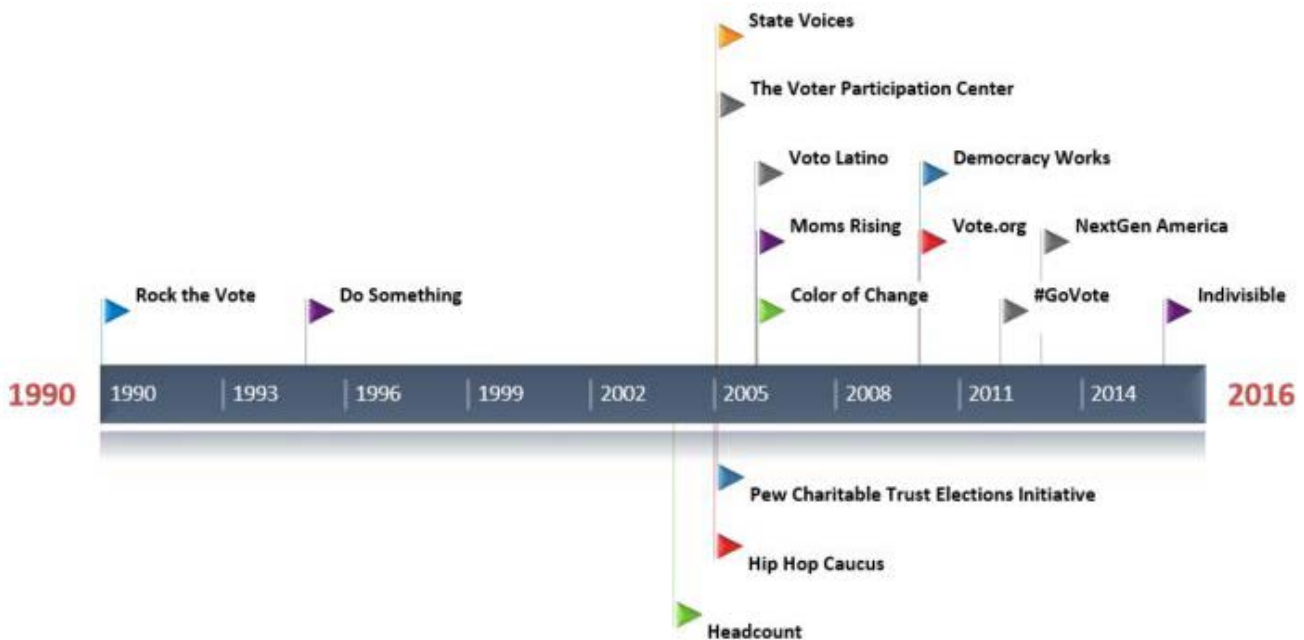 State Voices
The Voter Participation Center
Voto Latino
Democracy Works
Moms Rising
Vote.org
NextGen America
Rock the Vote
Do Something
Color of Change
#GoVote
Indivisible
1990
1990
1993
1996
1999
2002
2005
2008
2011
2014
2016
Pew Charitable Trust Elections Initiative
Hip Hop Caucus
Headcount